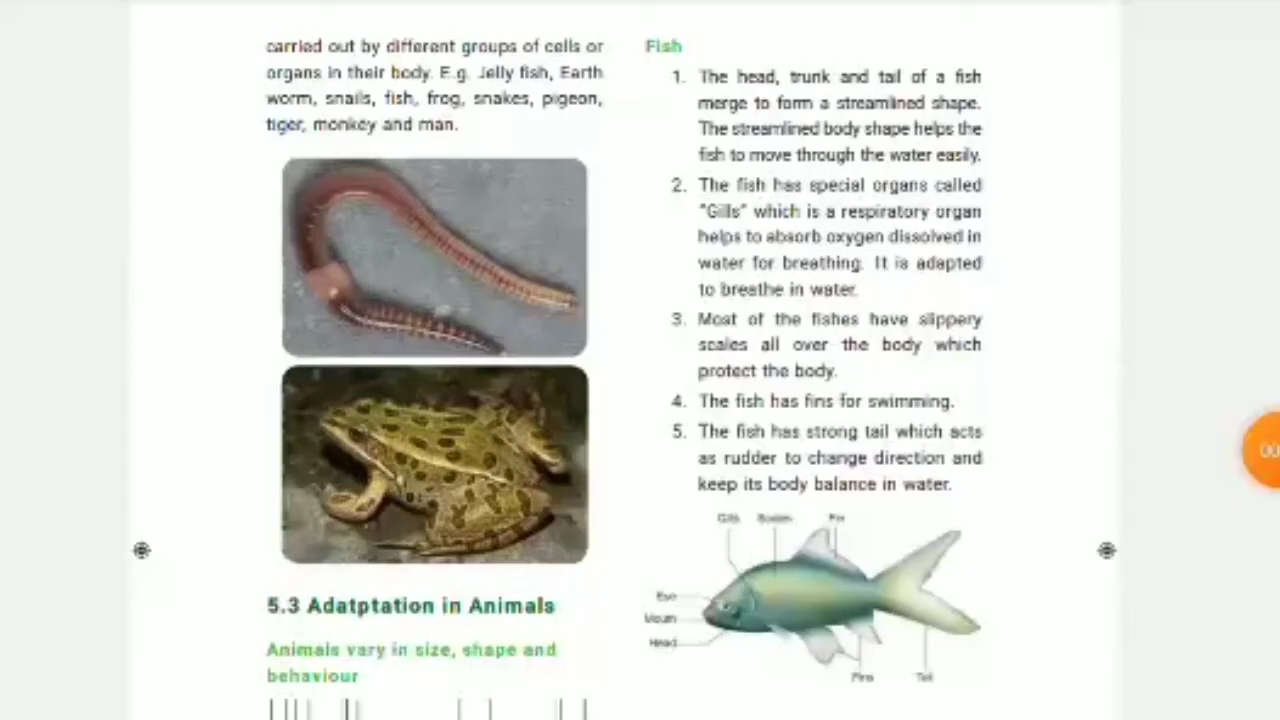 carried out by different groups of cells or
organs in their body. E.g. Jelly fish, Earth
worm, snails, fish, frog, snakes, pigeon,
tiger, monkey and man.
5.3 Adatptation in Animals
Animals vary in size, shape and
behaviour
Fish
1. The head, trunk and tail of a fish
merge to form a streamlined shape.
The streamlined body shape helps the
fish to move through the water easily.
2. The fish has special organs called
"Gills" which is a respiratory organ
helps to absorb oxygen dissolved in
water for breathing. It is adapted
to breathe in water.
3. Most of the fishes have slippery
scales all over the body which
protect the body.
4. The fish has fins for swimming.
5. The fish has strong tail which acts
as rudder to change direction and
keep its body balance in water.
Gills Scales Fin
Eye
Mouth
Head
Fins Tail
00